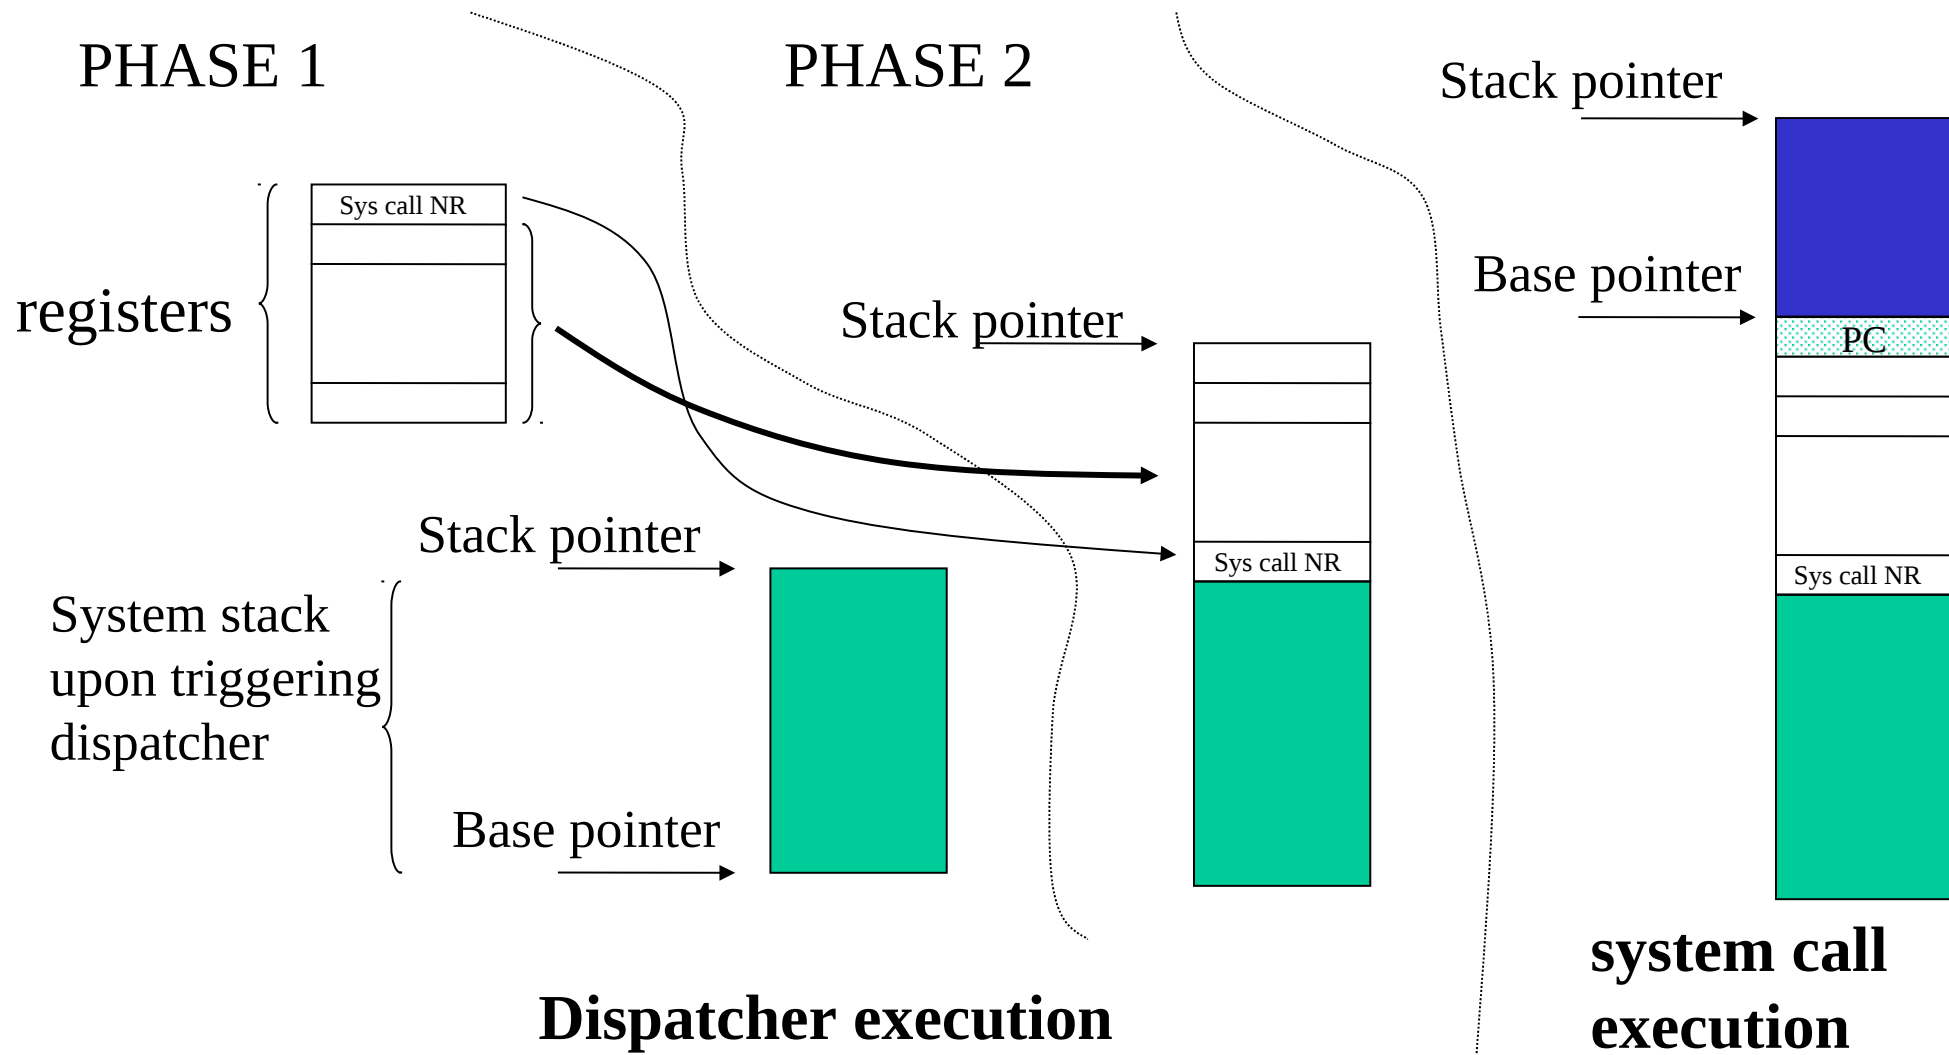 PHASE 1
PHASE 2
Stack pointer
Sys call NR
Base pointer
registers
Stack pointer
PC
Stack pointer
Sys call NR
Sys call NR
System stack
upon triggering
dispatcher
Base pointer
system call
execution
Dispatcher execution